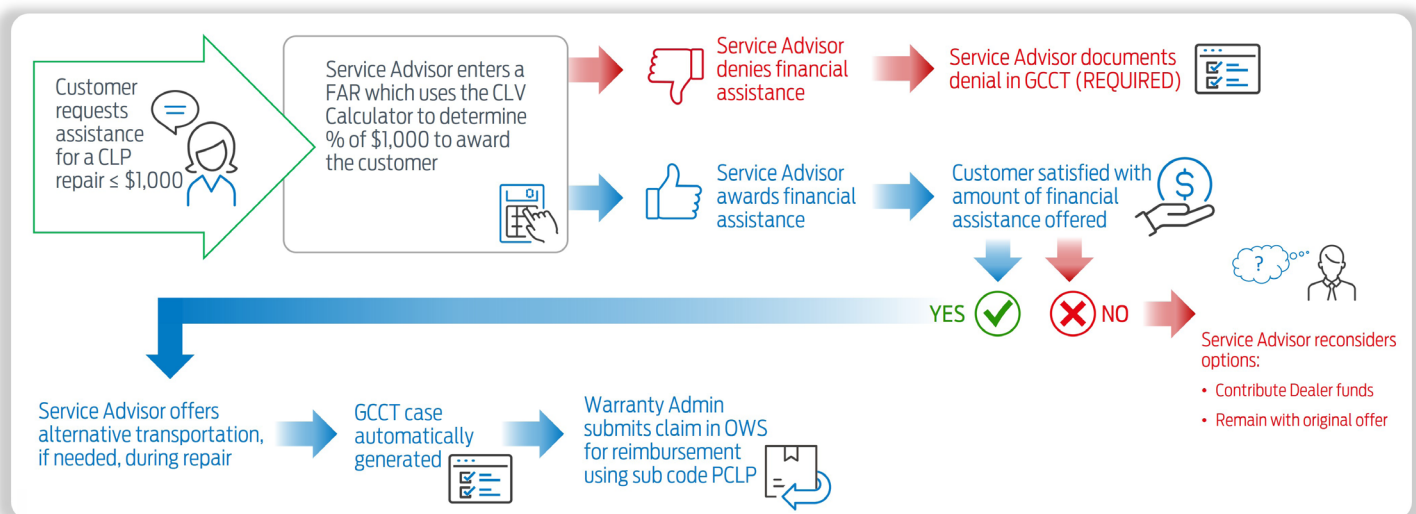 Customer
requests
assistance
for a CLP
repair ≤ $1,000
Service Advisor enters a
FAR which uses the CLV
Calculator to determine
% of $1,000 to award
the customer
Service Advisor
denies financial
assistance
Service Advisor documents
denial in GCCT (REQUIRED)
Service Advisor
awards financial
assistance
Customer satisfied with
amount of financial
assistance offered
$
?
YES
NO
Service Advisor reconsiders
options:
• Contribute Dealer funds
• Remain with original offer
Service Advisor offers
alternative transportation,
if needed, during repair
GCCT case
automatically
generated
Warranty Admin
submits claim in OWS
for reimbursement
using sub code PCLP